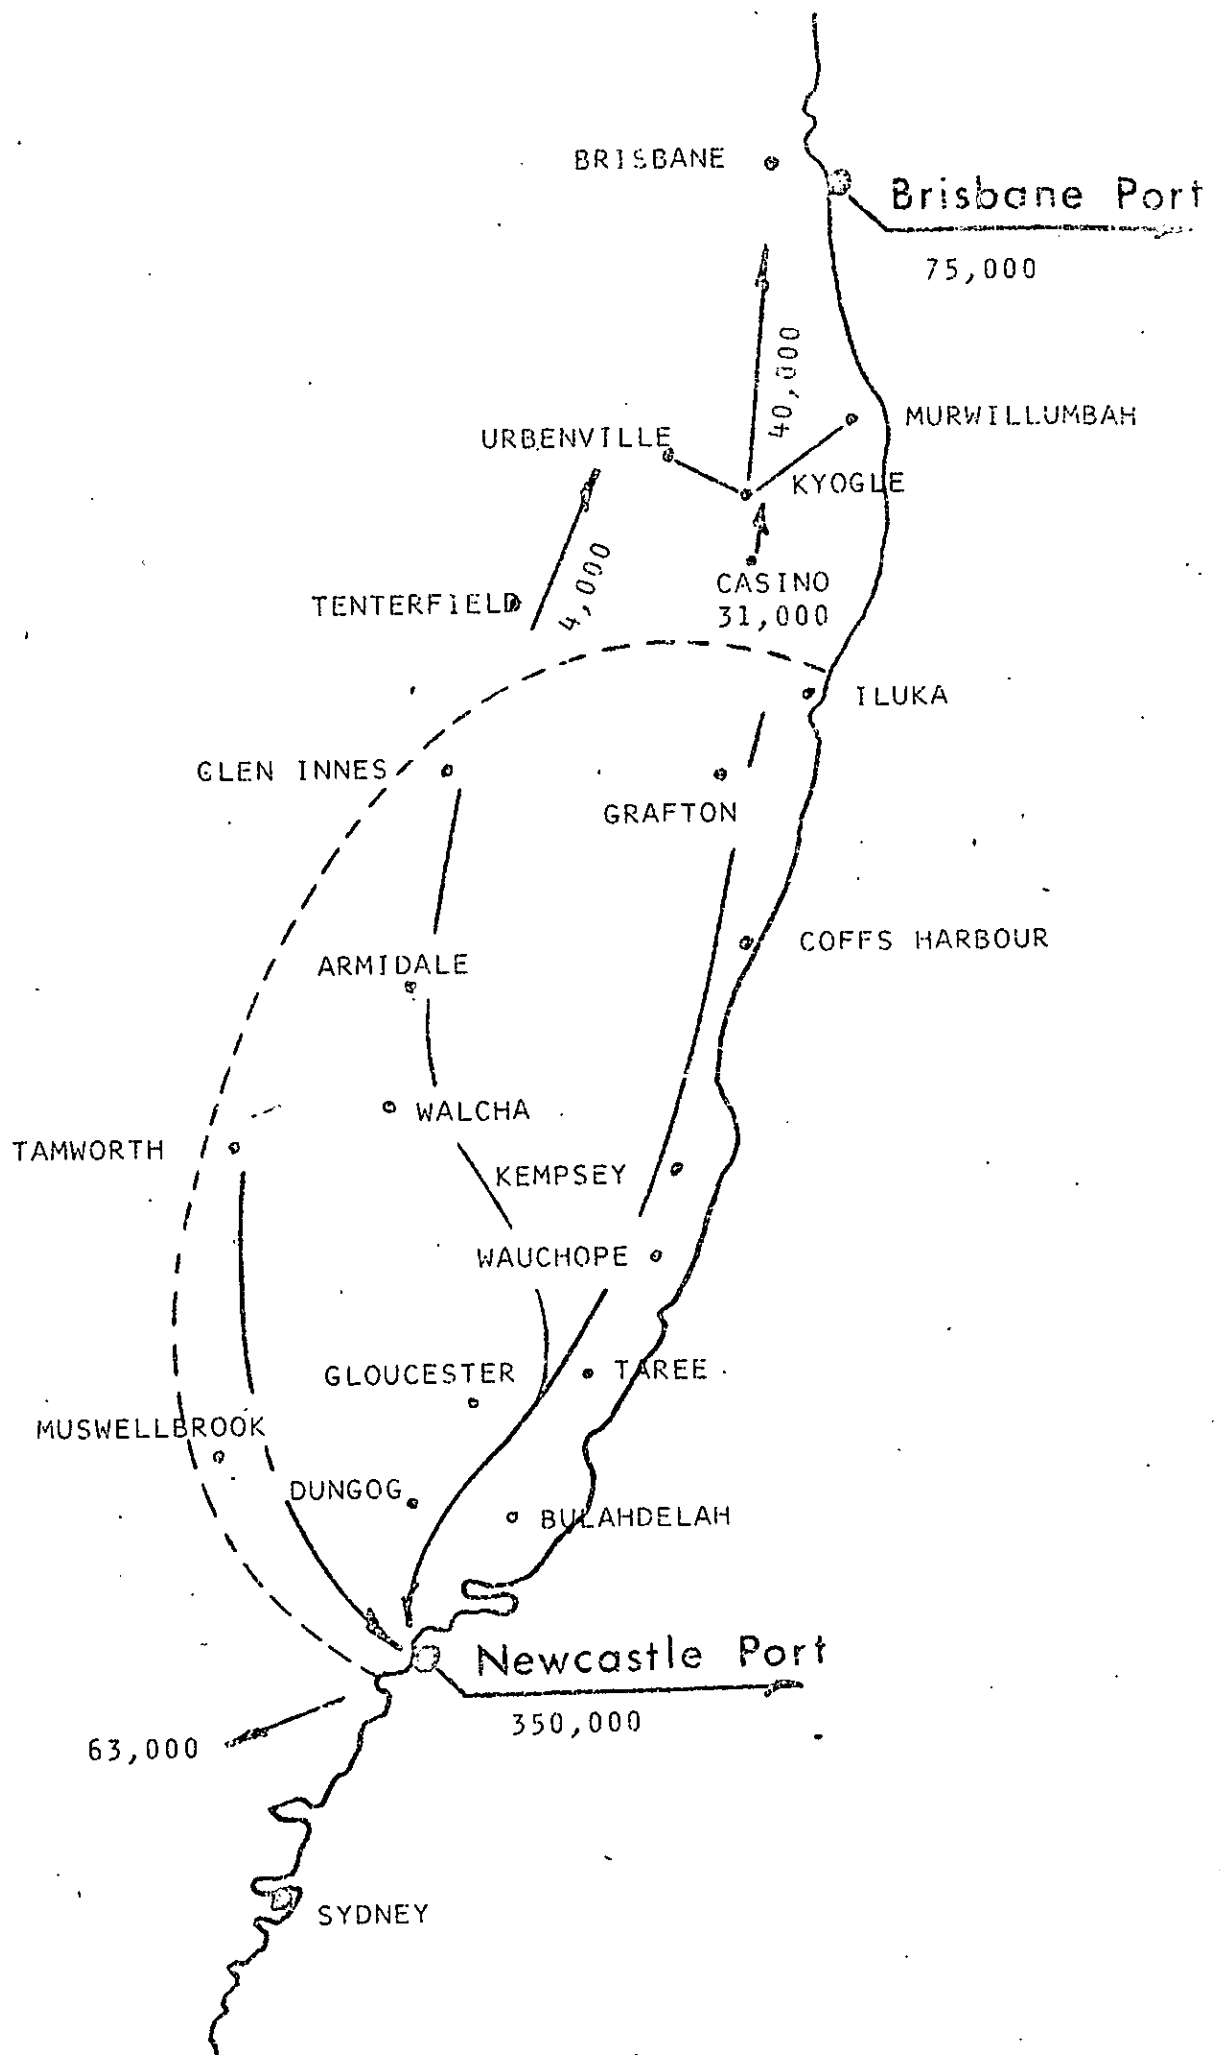 BRISBANE
Brisbane Port
75,000
40,000
MURWILLUMBAH
URBENVILLE
KYOGLE
4,000
CASINO
31,000
TENTERFIELD
ILUKA
GLEN INNES
GRAFTON
COFFS HARBOUR
ARMIDALE
WALCHA
TAMWORTH
KEMPSEY
WAUCHOPE
GLOUCESTER
TAREE
MUSWELLBROOK
DUNGOG
BULAHDELAH
Newcastle Port
350,000
63,000
SYDNEY